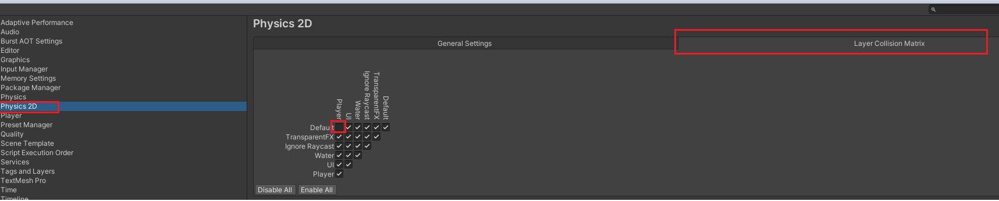 Adaptive Performance
Audio
Burst AOT Settings
Editor
Graphics
Input Manager
Memory Settings
Package Manager
Physics
Physics 2D
Player
Preset Manager
Quality
Scene Template
Script Execution Order
Services
Tags and Layers
TextMesh Pro
Time
Timeline
Physics 2D
General Settings
Layer Collision Matrix
Player
UI
Water
Ignore Raycast
TransparentFX
Default
Default
TransparentFX
Ignore Raycast
Water
UI
Player
Disable All
Enable All